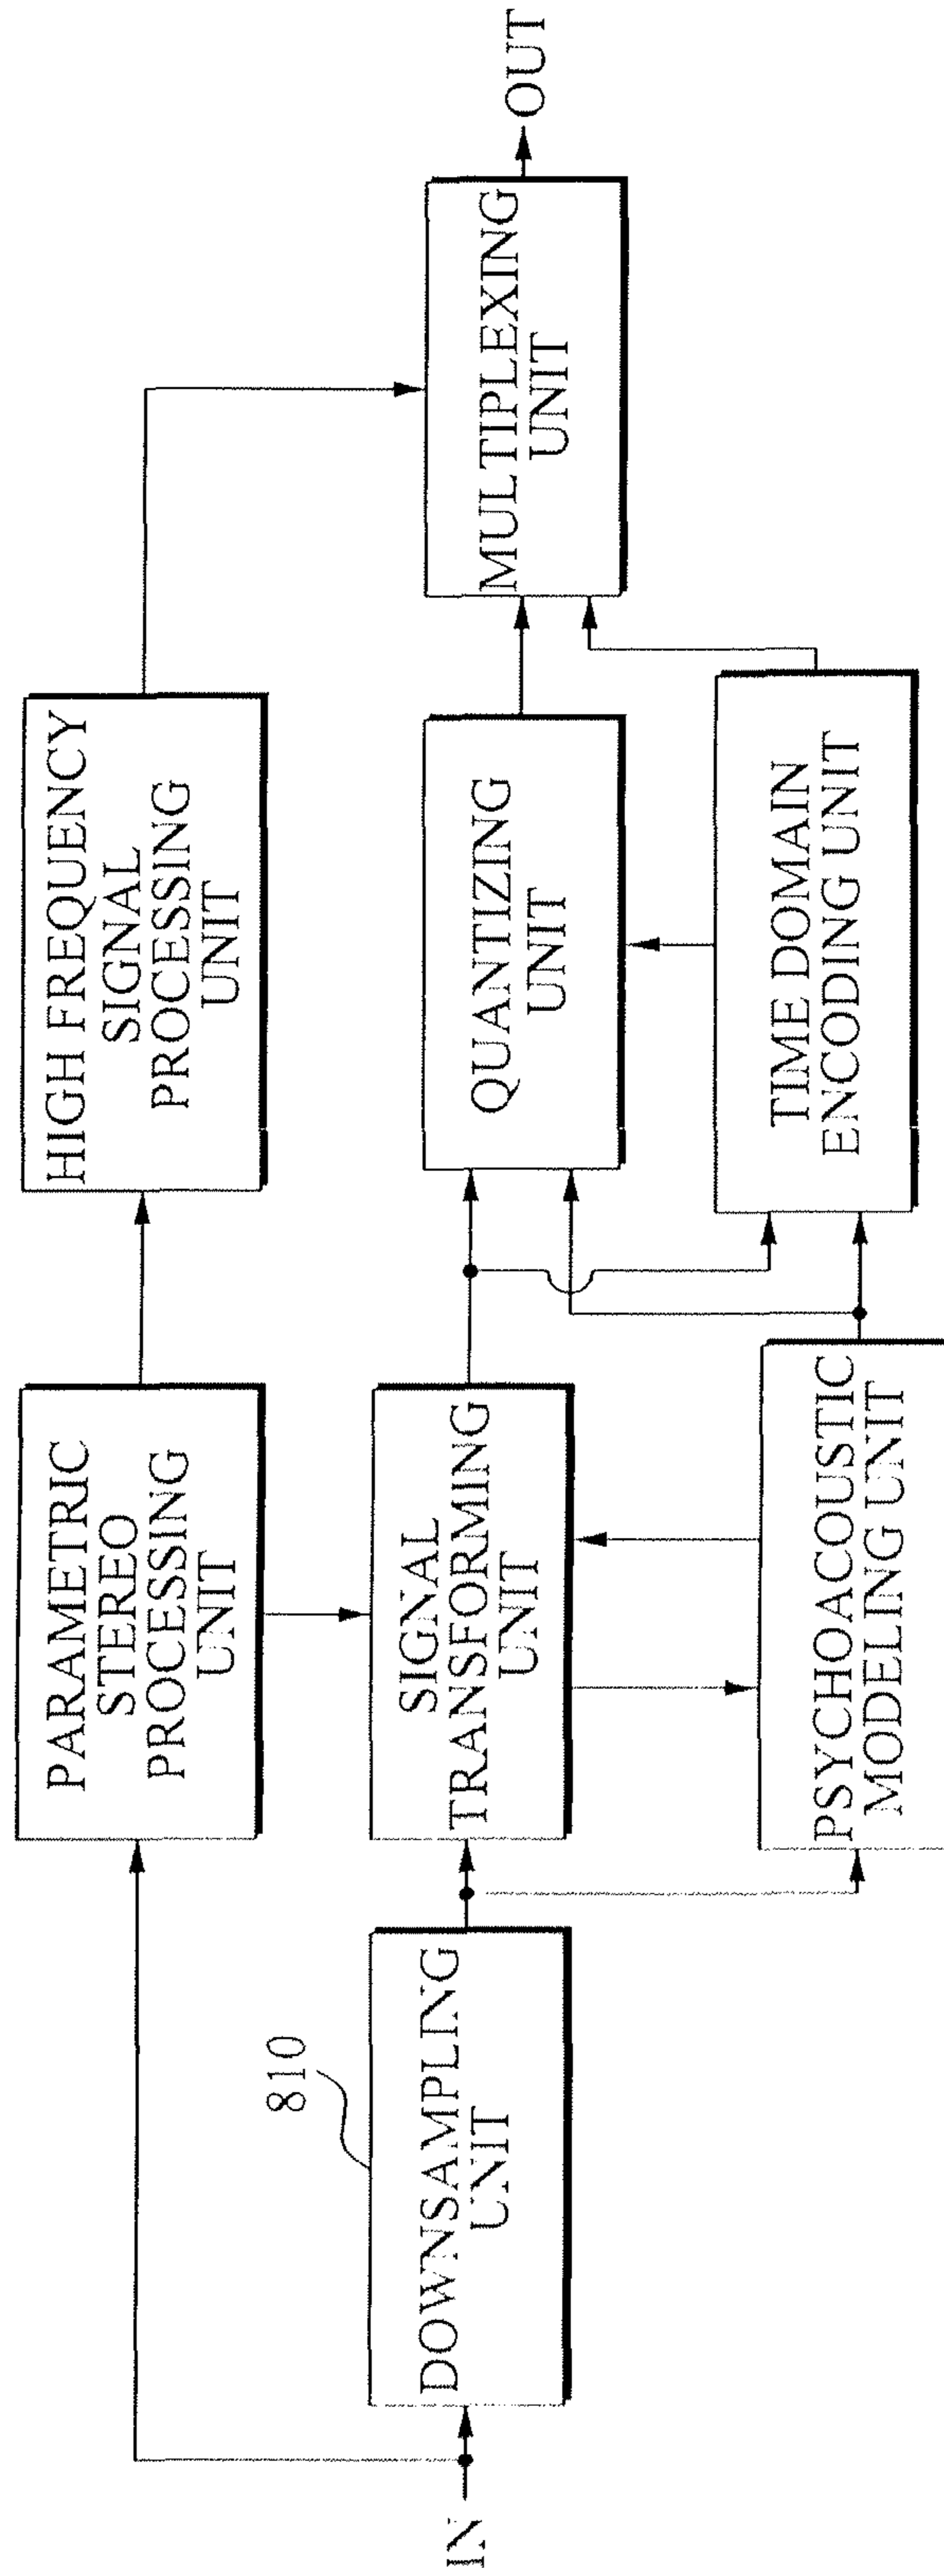 IN
810
DOWNSAMPLING
UNIT
PARAMETRIC
STEREO
PROCESSING
UNIT
SIGNAL
TRANSFORMING
UNIT
PSYCHOACOUSTIC
MODELING UNIT
HIGH FREQUENCY
SIGNAL
PROCESSING
UNIT
QUANTIZING
UNIT
TIME DOMAIN
ENCODING UNIT
MULTIPLEXING
UNIT
OUT